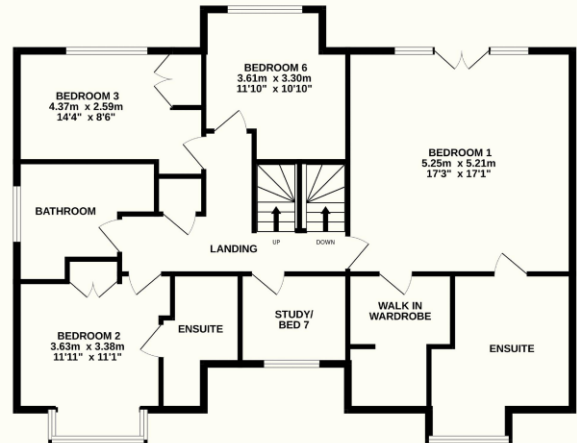 BEDROOM 6
3.61m x 3.30m
11'10" x 10'10"
BEDROOM 3
4.37m x 2.59m
14'4" x 8'6"
BEDROOM 1
5.25m x 5.21m
17'3" x 17'1"
BATHROOM
UP
DOWN
LANDING
BEDROOM 2
3.63m x 3.38m
11'11" x 11'1"
ENSUITE
STUDY/
BED 7
WALK IN
WARDROBE
ENSUITE